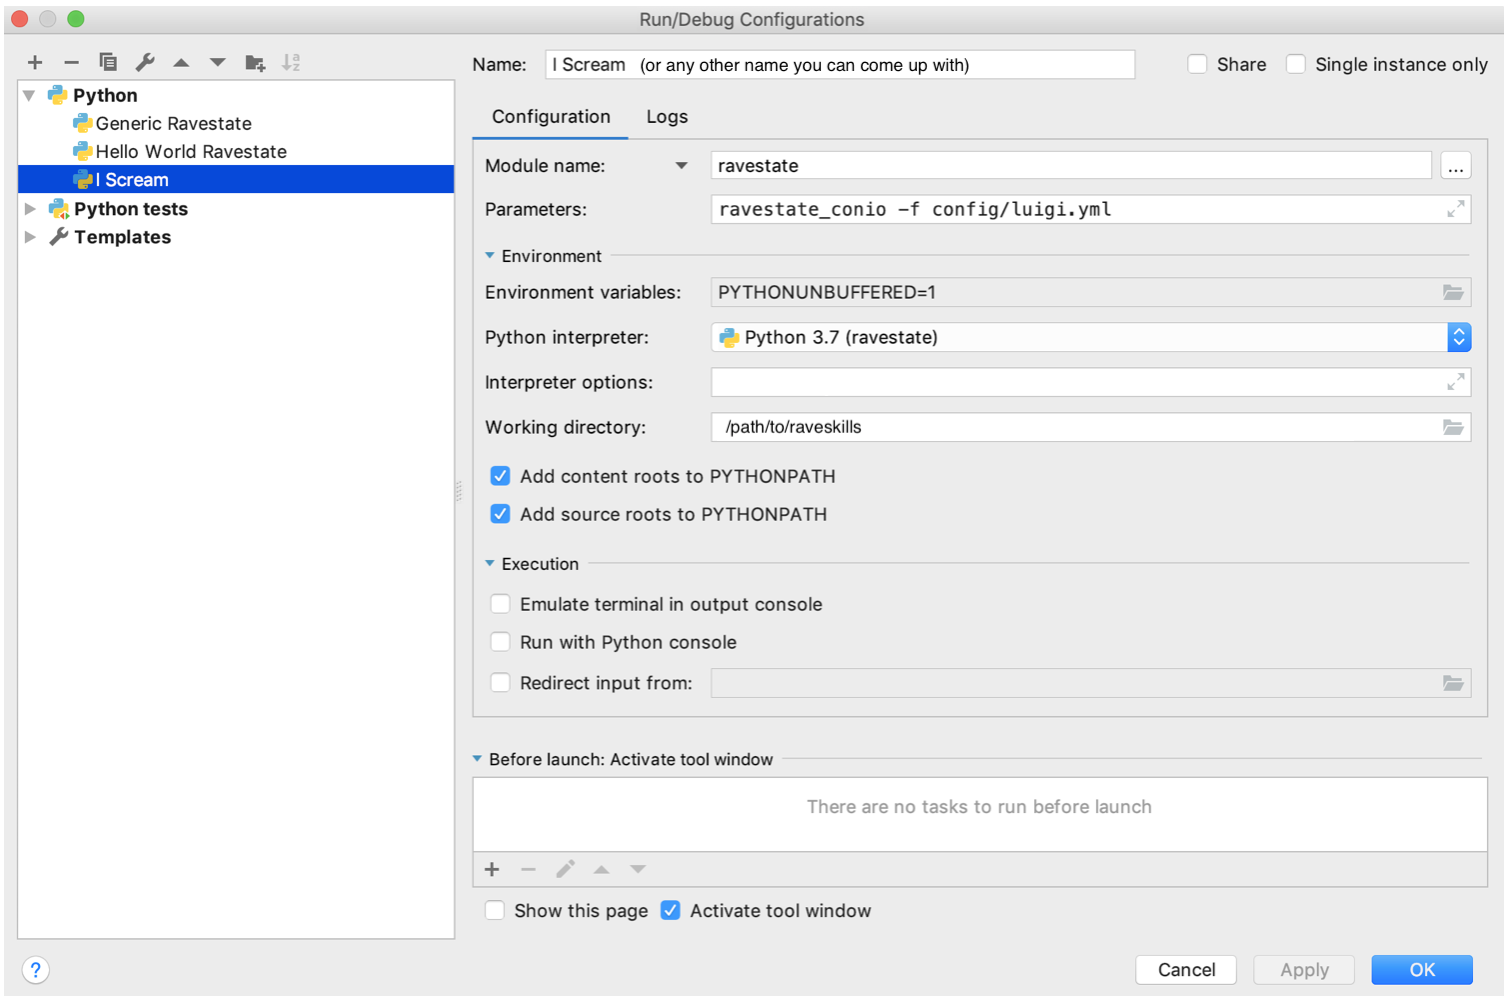 Run/Debug Configurations
Python
Generic Ravestate
Hello World Ravestate
I Scream
Python tests
Templates
Name: I Scream (or any other name you can come up with) Share Single instance only
Configuration Logs
Module name: ravestate ...
Parameters: ravestate_conio -f config/luigi.yml
Environment
Environment variables: PYTHONUNBUFFERED=1
Python interpreter: Python 3.7 (ravestate)
Interpreter options:
Working directory: /path/to/raveskills
Add content roots to PYTHONPATH
Add source roots to PYTHONPATH
Execution
Emulate terminal in output console
Run with Python console
Redirect input from:
Before launch: Activate tool window
There are no tasks to run before launch
Show this page Activate tool window
? Cancel Apply OK